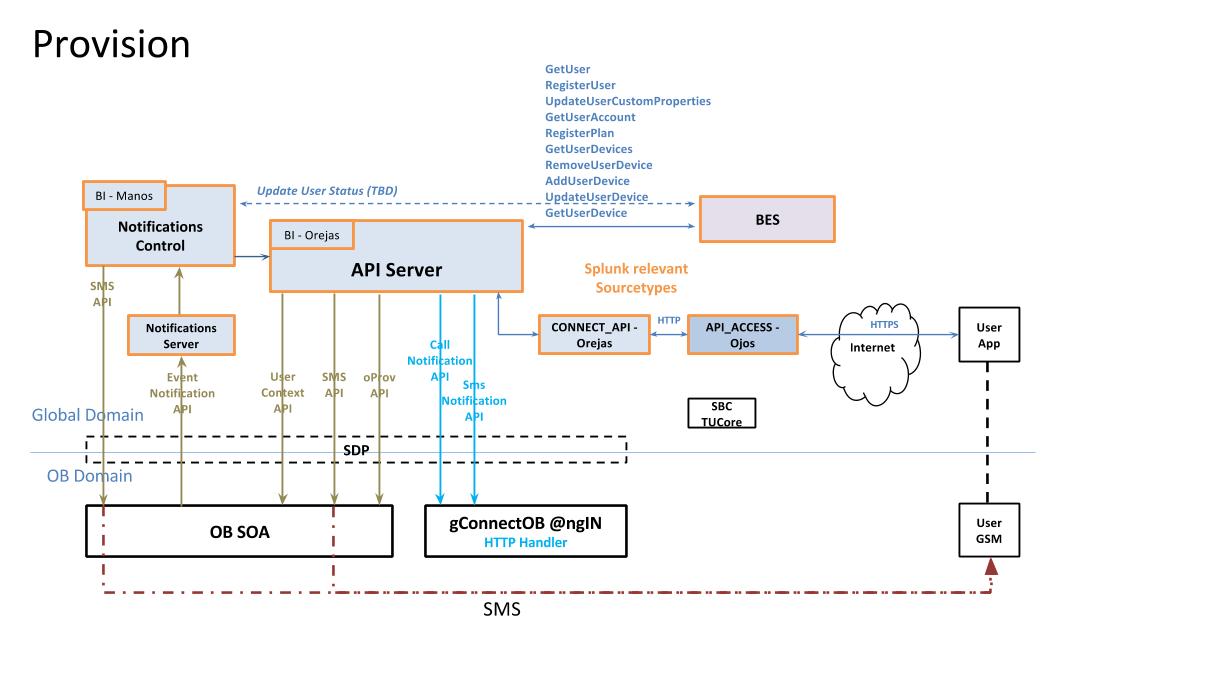 Provision
GetUser
RegisterUser
UpdateUserCustomProperties
GetUserAccount
RegisterPlan
GetUserDevices
RemoveUserDevice
AddUserDevice
UpdateUserDevice
GetUserDevice
BI - Manos
Notifications
Control
Update User Status (TBD)
BES
BI - Orejas
API Server
Splunk relevant
Sourcetypes
SMS
API
Notifications
Server
CONNECT_API -
Orejas
HTTP
API_ACCESS -
Ojos
HTTPS
Internet
User
App
Event
Notification
API
User
Context
API
SMS
API
oProv
API
Call
Notification
API
Sms
Notification
API
SBC
TUCore
Global Domain
SDP
OB Domain
OB SOA
gConnectOB @ngIN
HTTP Handler
User
GSM
SMS